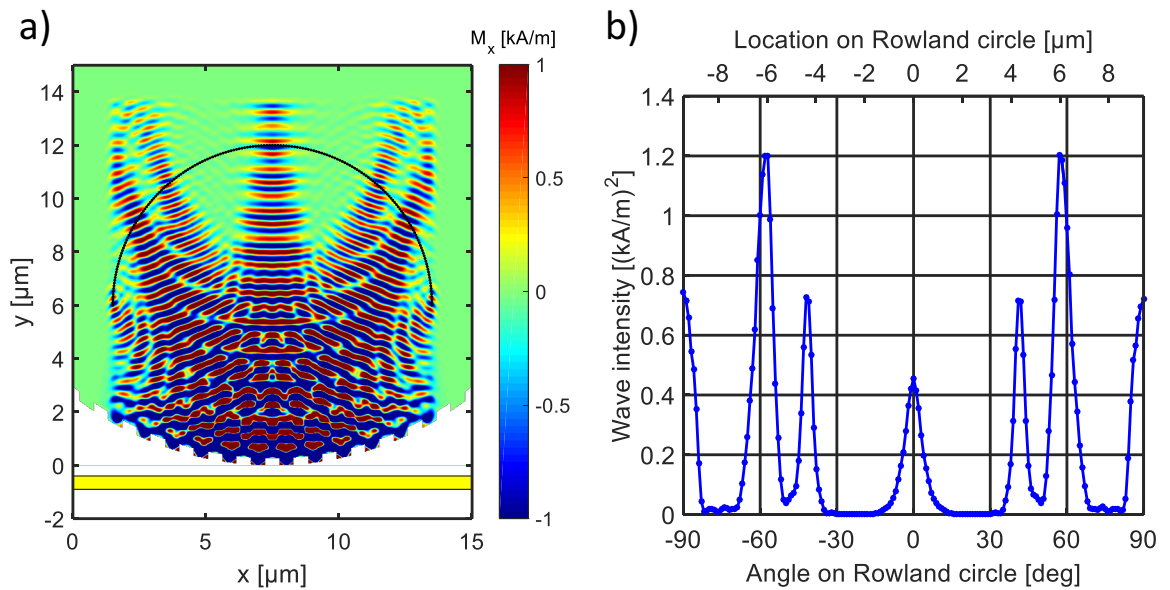 a)
M_x [kA/m]
14
12
10
8
6
4
2
0
-2
y [µm]
0
5
10
15
x [µm]
1
0.5
0
-0.5
-1
b)
Location on Rowland circle [µm]
-8 -6 -4 -2 0 2 4 6 8
1.4
1.2
1
0.8
0.6
0.4
0.2
0
Wave intensity [(kA/m)²]
-90 -60 -30 0 30 60 90
Angle on Rowland circle [deg]